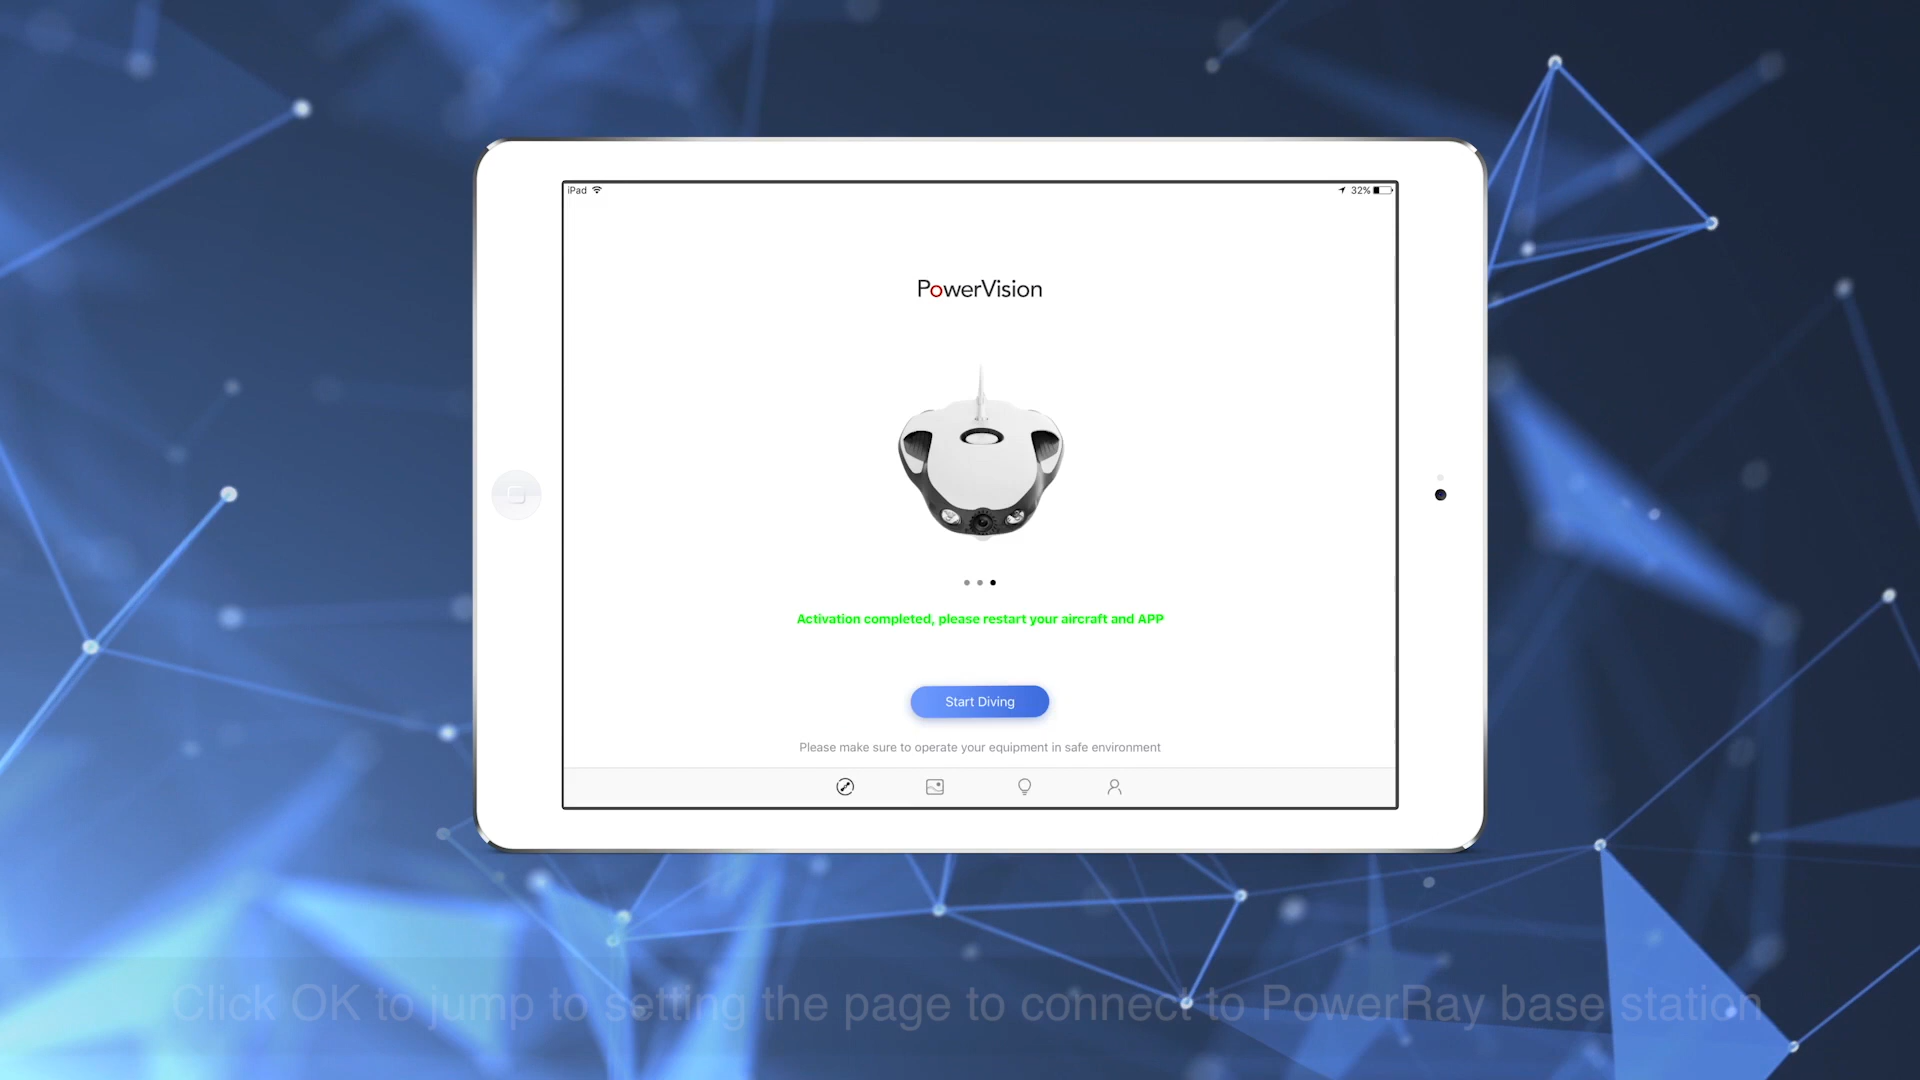 iPad
32%
PowerVision
Activation completed, please restart your aircraft and APP
Start Diving
Please make sure to operate your equipment in safe environment
Click OK to jump to setting the page to connect to PowerRay base station